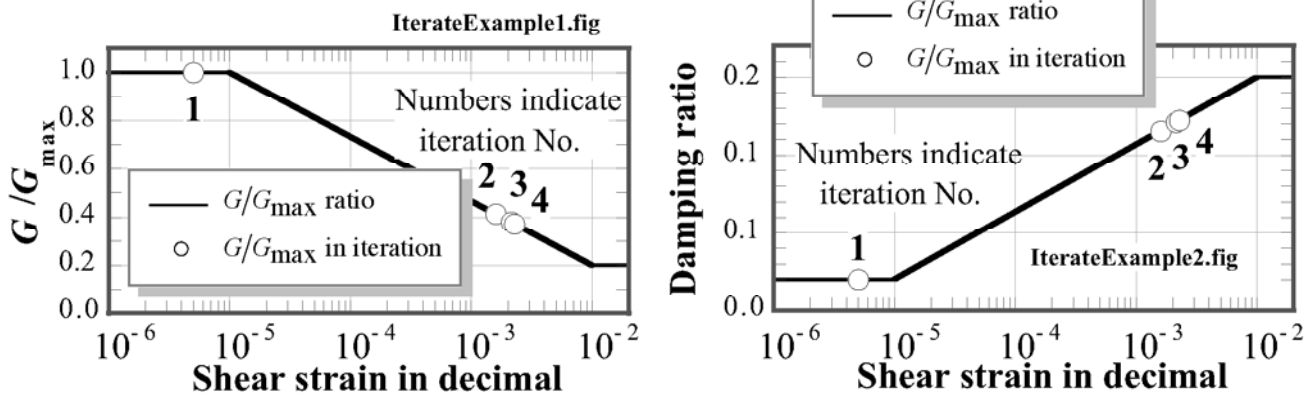 IterateExample1.fig
G/Gmax
1.0
0.8
0.6
0.4
0.2
0.0
1
Numbers indicate
iteration No.
2 3 4
G/Gmax ratio
G/Gmax in iteration
10-6 10-5 10-4 10-3 10-2
Shear strain in decimal
G/Gmax ratio
G/Gmax in iteration
Damping ratio
0.2
0.1
0.1
0.0
Numbers indicate
iteration No.
1
2 3 4
IterateExample2.fig
10-6 10-5 10-4 10-3 10-2
Shear strain in decimal